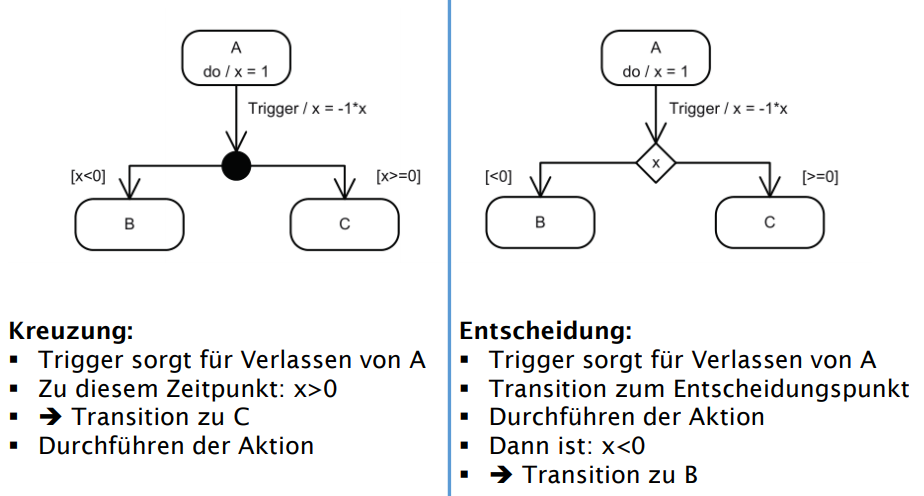 A
do / x = 1
Trigger / x = -1*x
[x<0]
[x>=0]
B
C
Kreuzung:
▪ Trigger sorgt für Verlassen von A
▪ Zu diesem Zeitpunkt: x>0
▪ ➔ Transition zu C
▪ Durchführen der Aktion
A
do / x = 1
Trigger / x = -1*x
x
[<0]
[>=0]
B
C
Entscheidung:
▪ Trigger sorgt für Verlassen von A
▪ Transition zum Entscheidungspunkt
▪ Durchführen der Aktion
▪ Dann ist: x<0
▪ ➔ Transition zu B